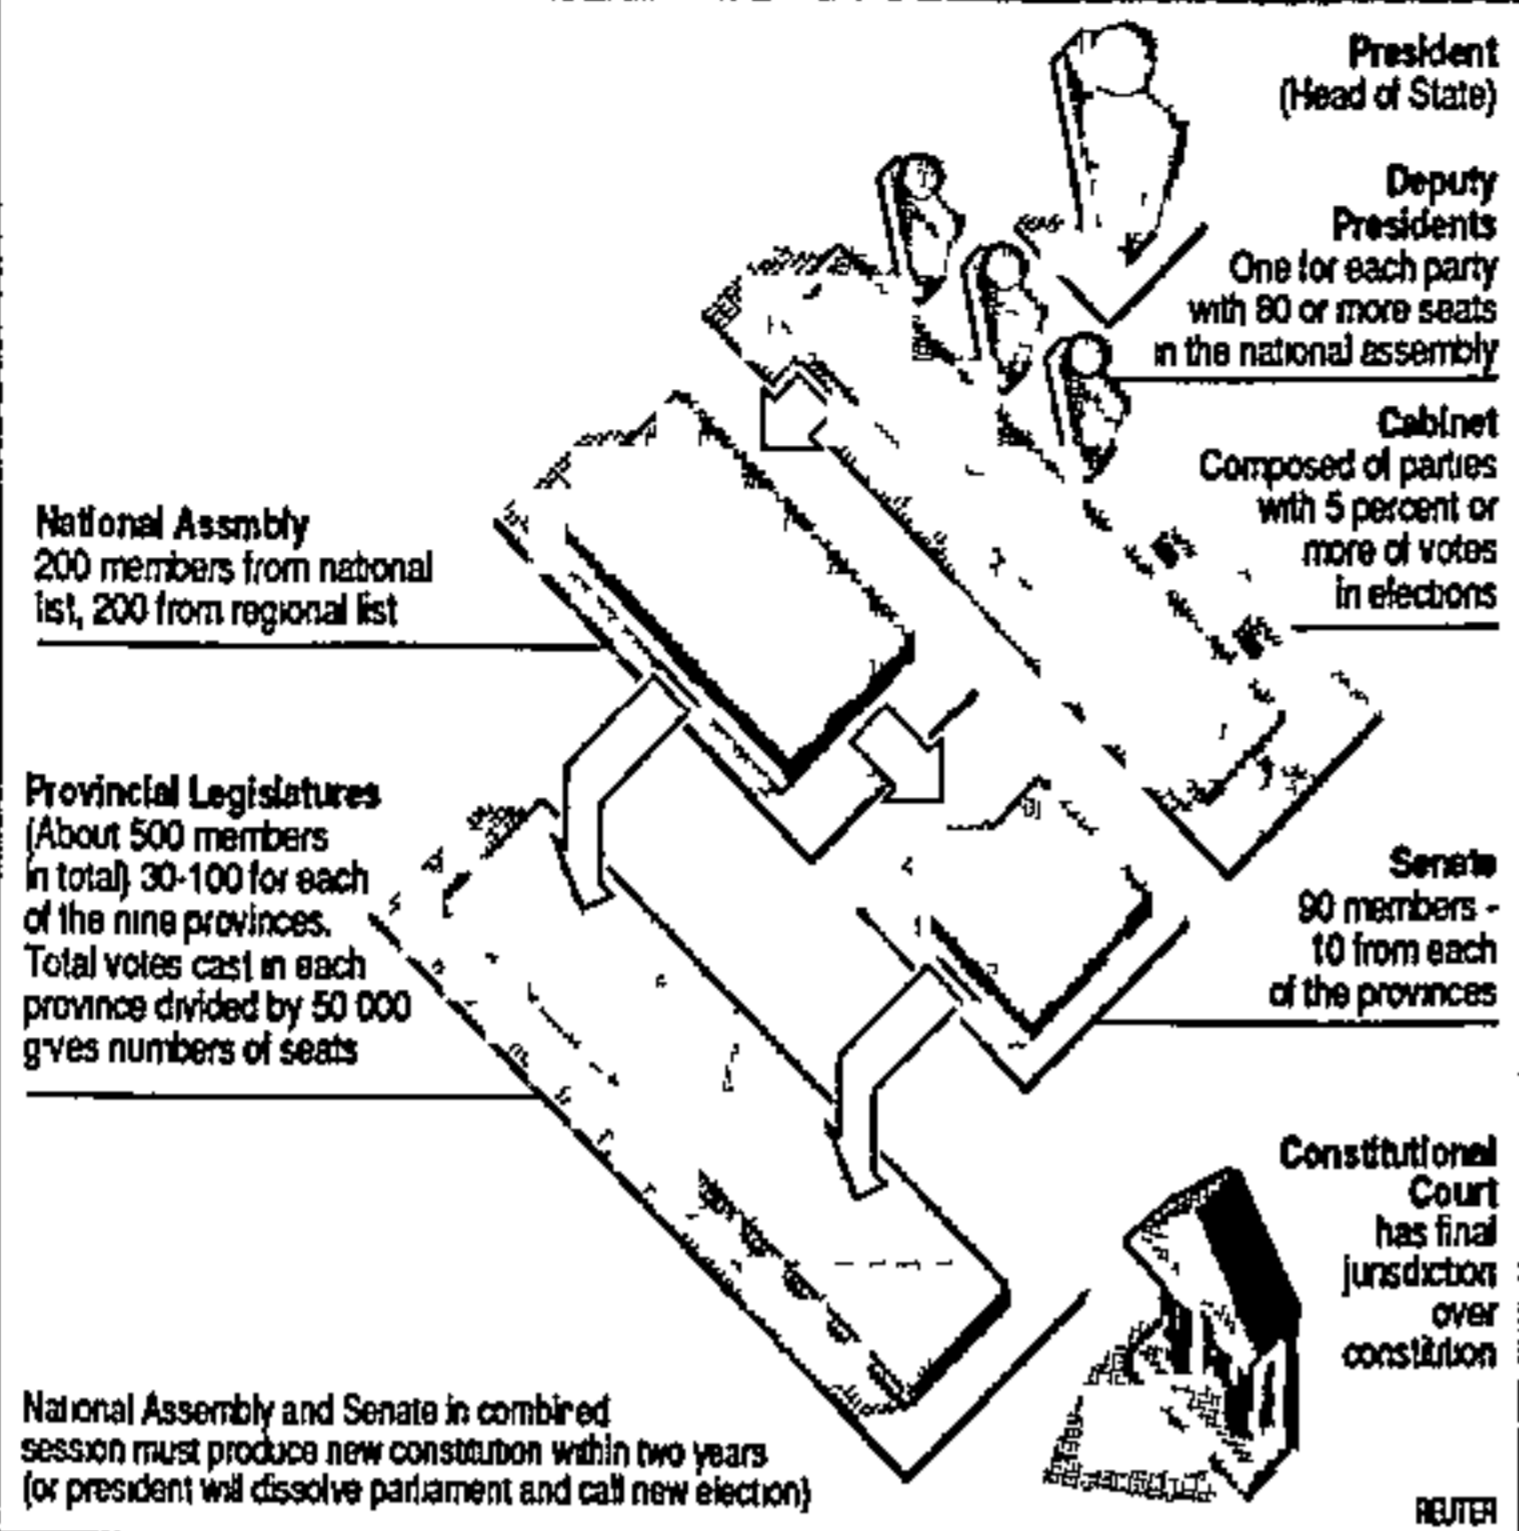 President
(Head of State)
Deputy
Presidents
One for each party
with 80 or more seats
in the national assembly
Cabinet
Composed of parties
with 5 percent or
more of votes
in elections
National Assmbly
200 members from national
list, 200 from regional list
Provincial Legislatures
(About 500 members
in total) 30-100 for each
of the nine provinces.
Total votes cast in each
province divided by 50 000
gives numbers of seats
Senate
90 members -
10 from each
of the provinces
Constitutional
Court
has final
jurisdiction
over
constitution
National Assembly and Senate in combined
session must produce new constitution within two years
(or president will dissolve parliament and call new election)
REUTER